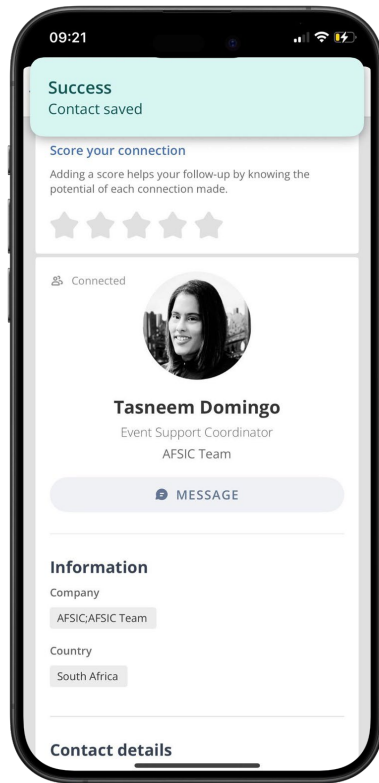 09:21
Success
Contact saved
Score your connection
Adding a score helps your follow-up by knowing the
potential of each connection made.
Connected
Tasneem Domingo
Event Support Coordinator
AFSIC Team
MESSAGE
Information
Company
AFSIC;AFSIC Team
Country
South Africa
Contact details